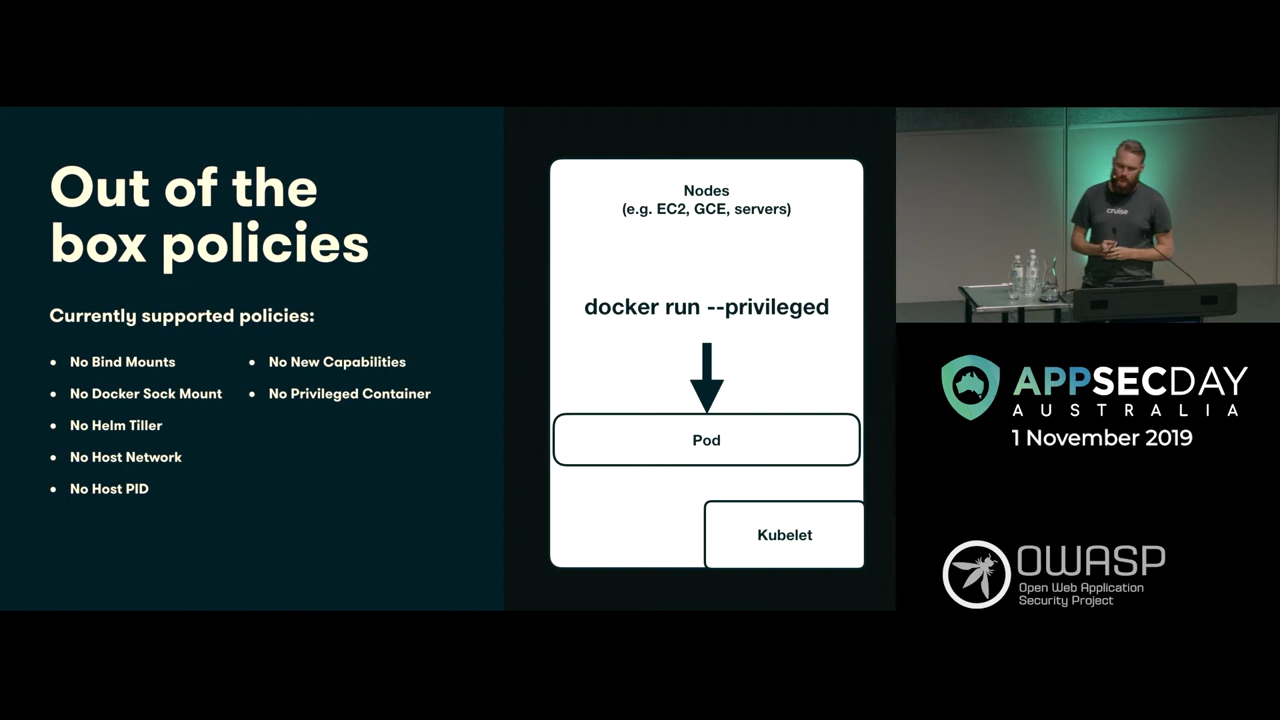 Out of the
box policies
Currently supported policies:
• No Bind Mounts
• No Docker Sock Mount
• No Helm Tiller
• No Host Network
• No Host PID
• No New Capabilities
• No Privileged Container
Nodes
(e.g. EC2, GCE, servers)
docker run --privileged
Pod
Kubelet
cruise
APPSECDAY
AUSTRALIA
1 November 2019
OWASP
Open Web Application
Security Project